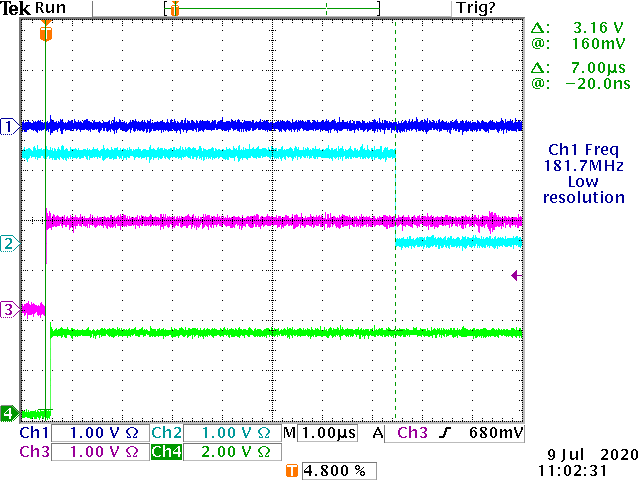 Tek Run Trig?
T
T
Δ: 3.16 V
@: 160mV
Δ: 7.00µs
@: −20.0ns
1
Ch1 Freq
181.7MHz
Low
resolution
2
3
4
Ch1 1.00 V Ω Ch2 1.00 V Ω M 1.00µs A Ch3 680mV
Ch3 1.00 V Ω Ch4 2.00 V Ω
T 4.800 %
9 Jul 2020
11:02:31